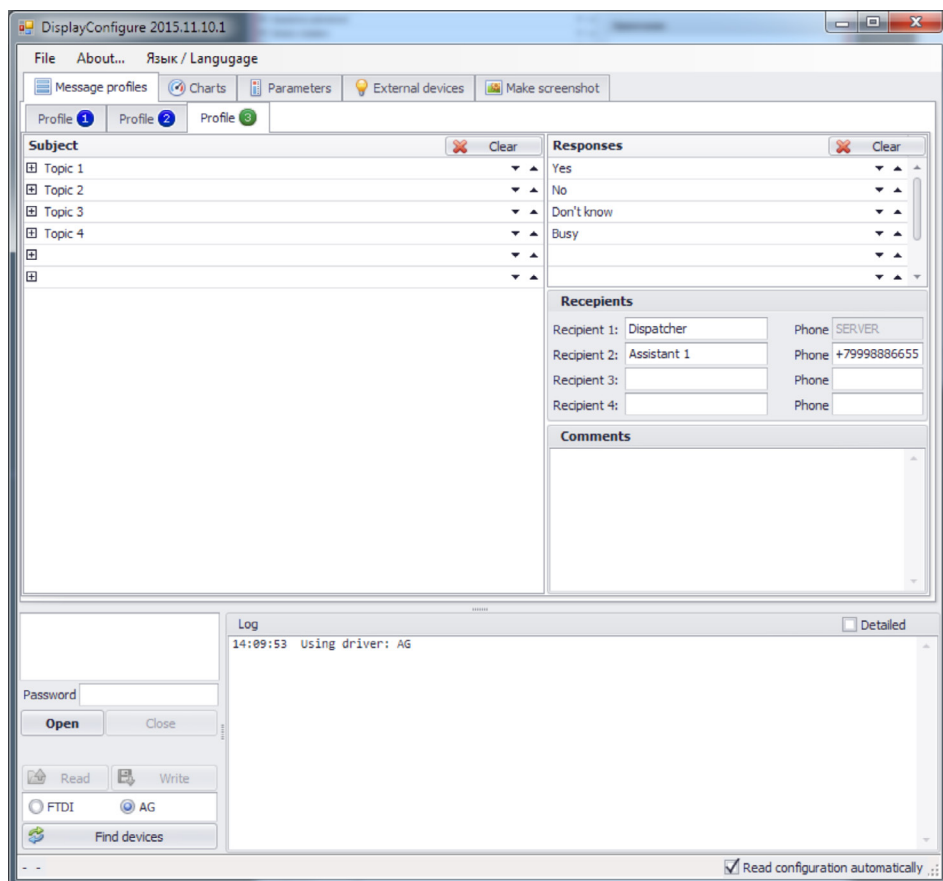 DisplayConfigure 2015.11.10.1
File About... Язык / Langugage
Message profiles Charts Parameters External devices Make screenshot
Profile 1 Profile 2 Profile 3
Subject Clear
Topic 1
Topic 2
Topic 3
Topic 4
Responses Clear
Yes
No
Don't know
Busy
Recepients
Recipient 1: Dispatcher Phone SERVER
Recipient 2: Assistant 1 Phone +79998886655
Recipient 3: Phone
Recipient 4: Phone
Comments
Password
Open Close
Read Write
FTDI AG
Find devices
Log Detailed
14:09:53 Using driver: AG
- - Read configuration automatically